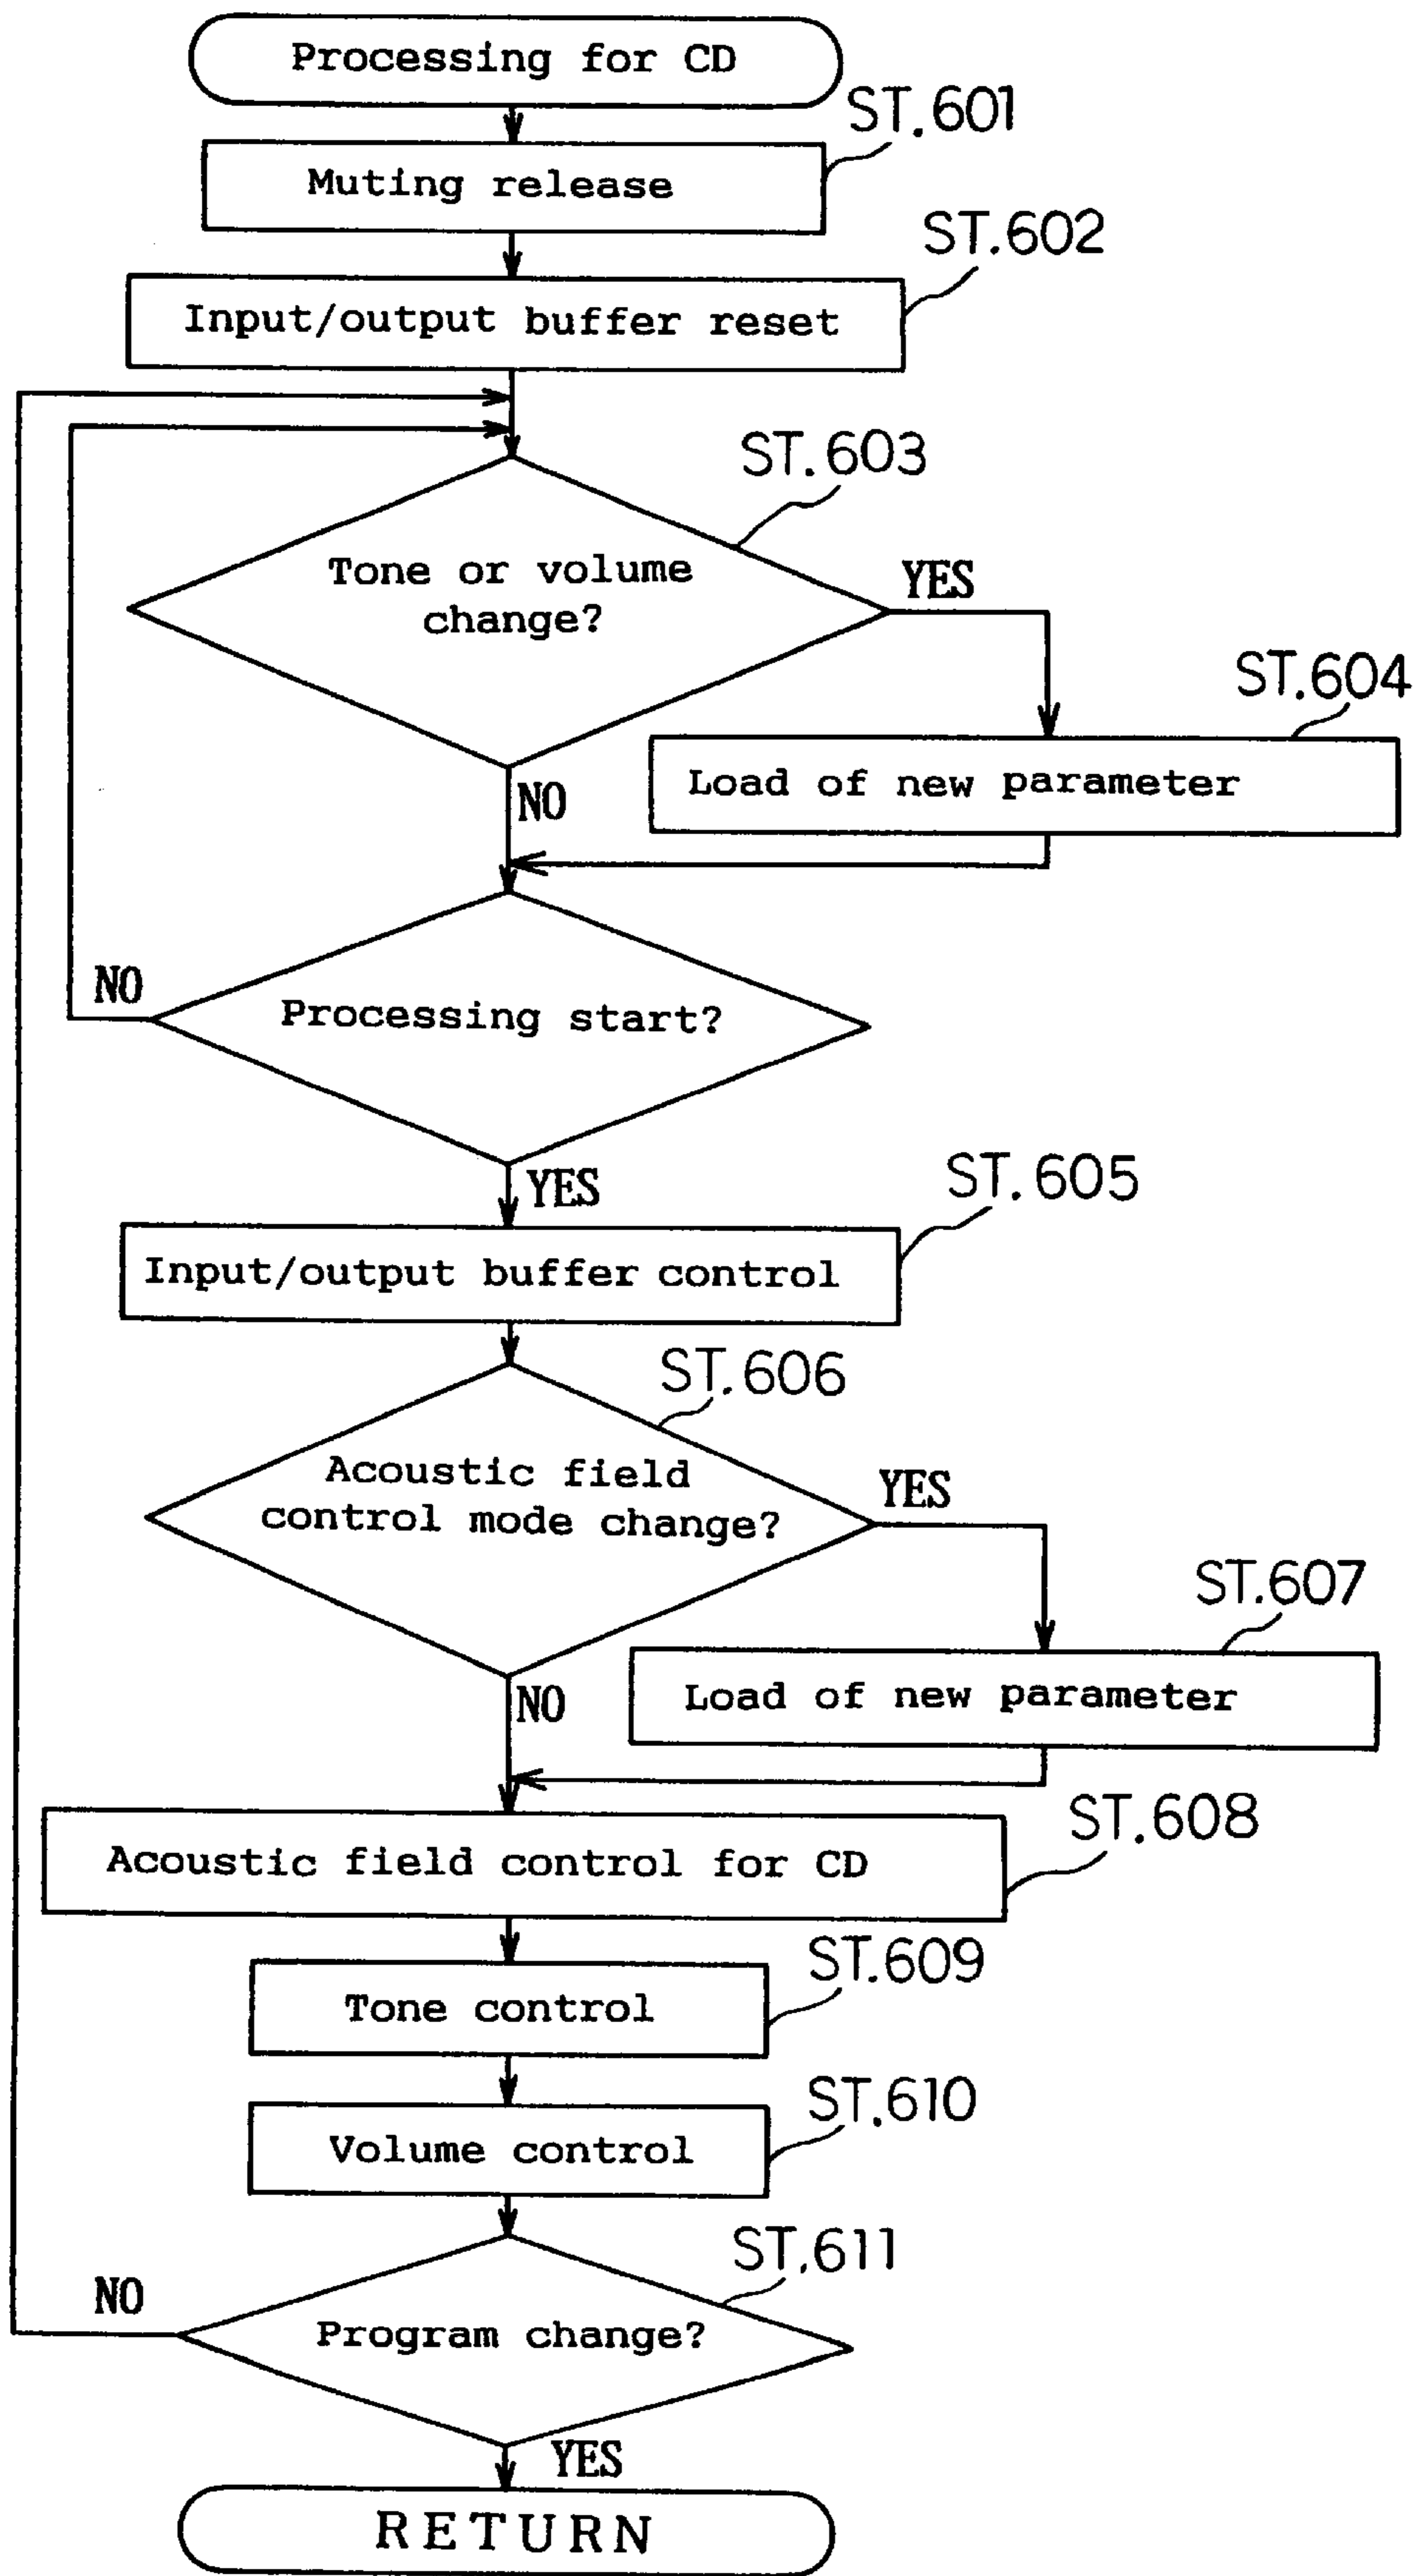 Processing for CD
ST.601
Muting release
ST.602
Input/output buffer reset
ST.603
Tone or volume
change?
YES
ST.604
Load of new parameter
NO
NO
Processing start?
YES
ST.605
Input/output buffer control
ST.606
Acoustic field
control mode change?
YES
ST.607
Load of new parameter
NO
ST.608
Acoustic field control for CD
ST.609
Tone control
ST.610
Volume control
ST.611
NO
Program change?
YES
RETURN